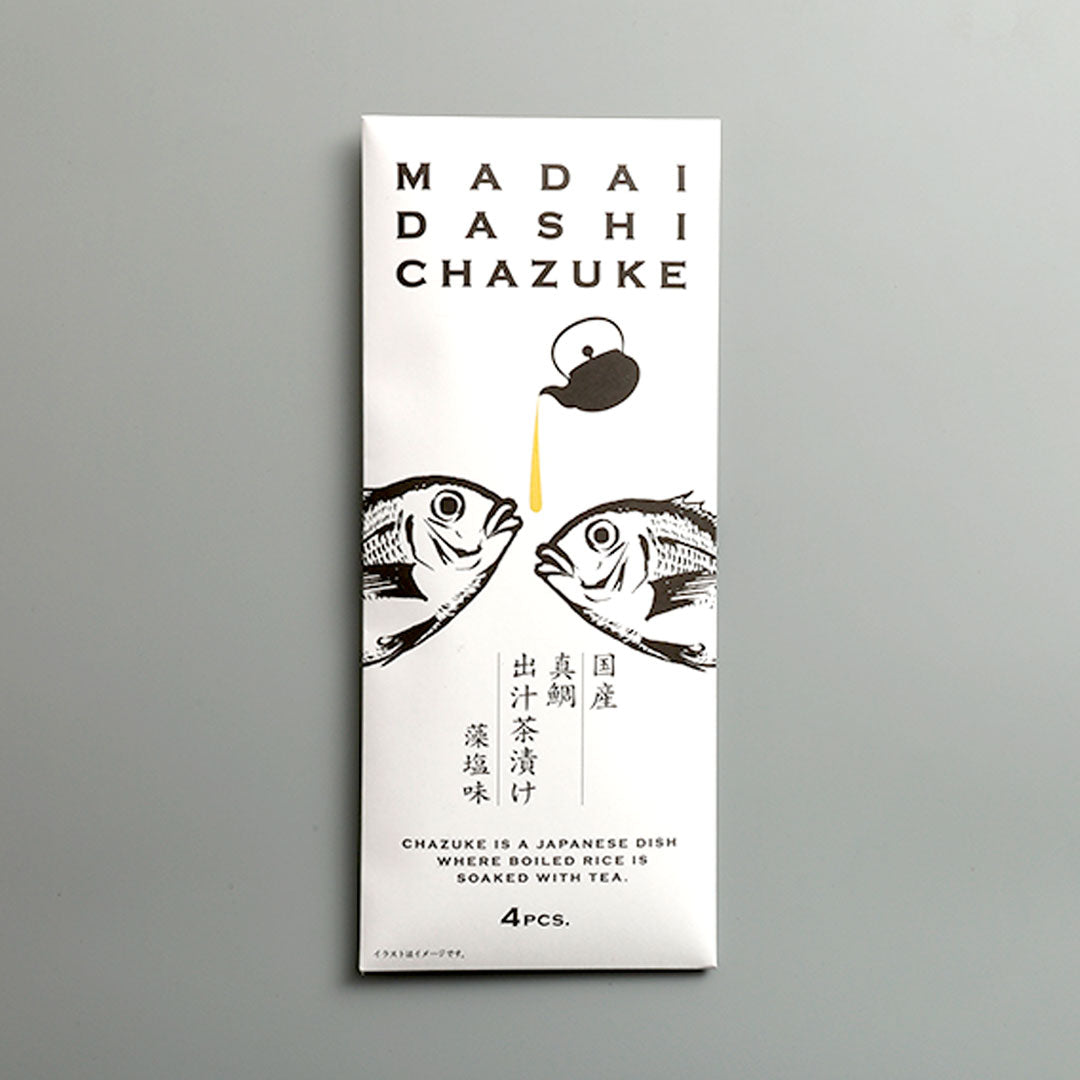 MADAI
DASHI
CHAZUKE
国産
真鯛
出汁茶漬け
藻塩味
CHAZUKE IS A JAPANESE DISH
WHERE BOILED RICE IS
SOAKED WITH TEA.
4PCS.
イラストはイメージです。